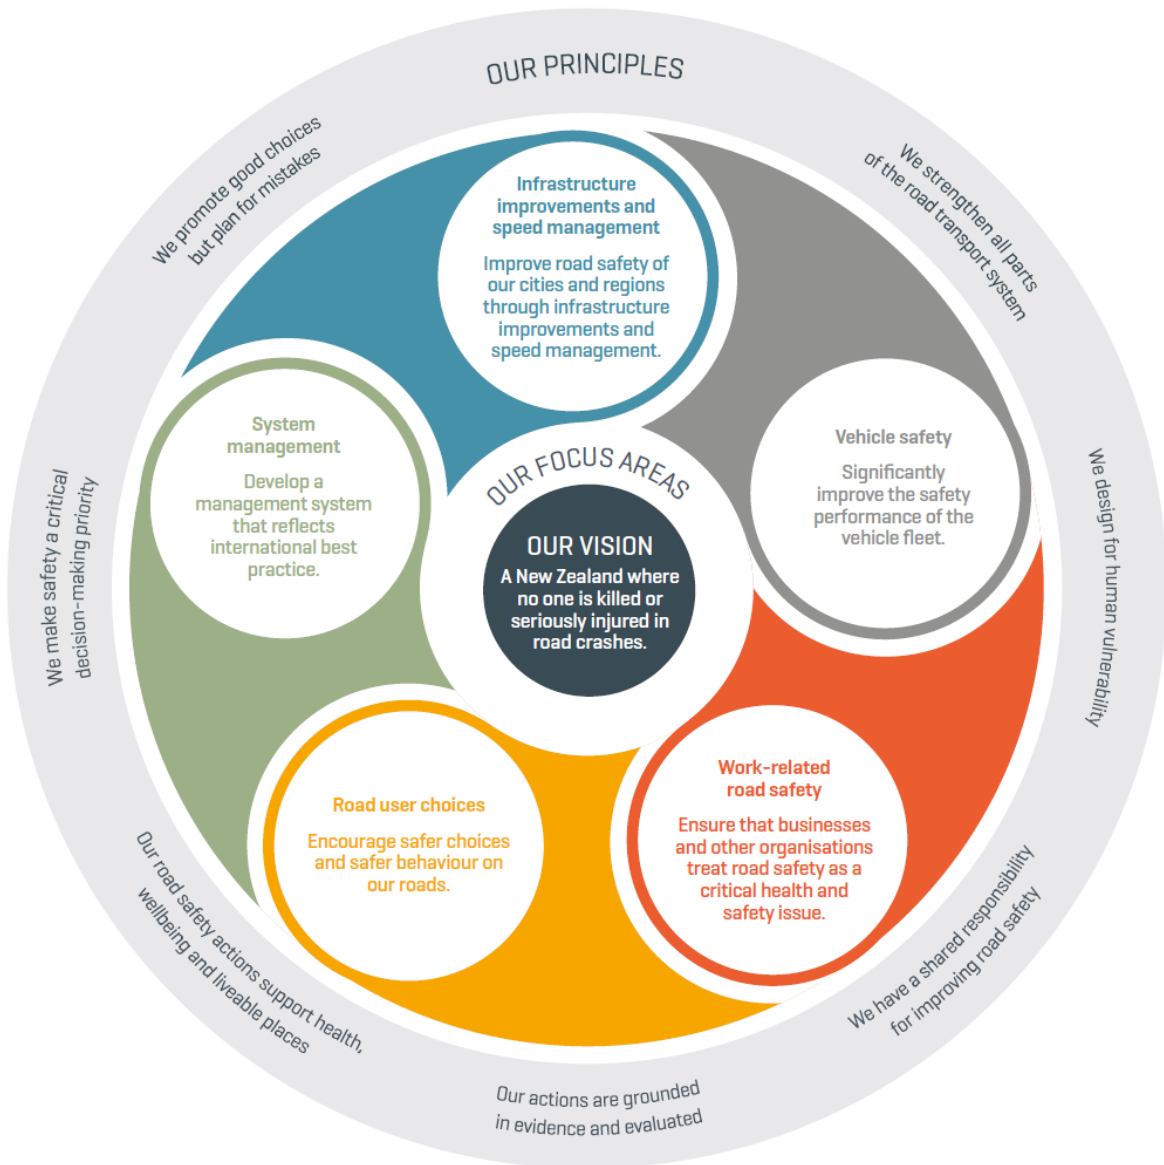 OUR PRINCIPLES
We promote good choices
but plan for mistakes
We strengthen all parts
of the road transport system
We design for human vulnerability
We have a shared responsibility
for improving road safety
Our actions are grounded
in evidence and evaluated
Our road safety actions support health,
wellbeing and liveable places
We make safety a critical
decision-making priority
Infrastructure
improvements and
speed management
Improve road safety of
our cities and regions
through infrastructure
improvements and
speed management.
Vehicle safety
Significantly
improve the safety
performance of the
vehicle fleet.
Work-related
road safety
Ensure that businesses
and other organisations
treat road safety as a
critical health and
safety issue.
Road user choices
Encourage safer choices
and safer behaviour on
our roads.
System
management
Develop a
management system
that reflects
international best
practice.
OUR FOCUS AREAS
OUR VISION
A New Zealand where
no one is killed or
seriously injured in
road crashes.